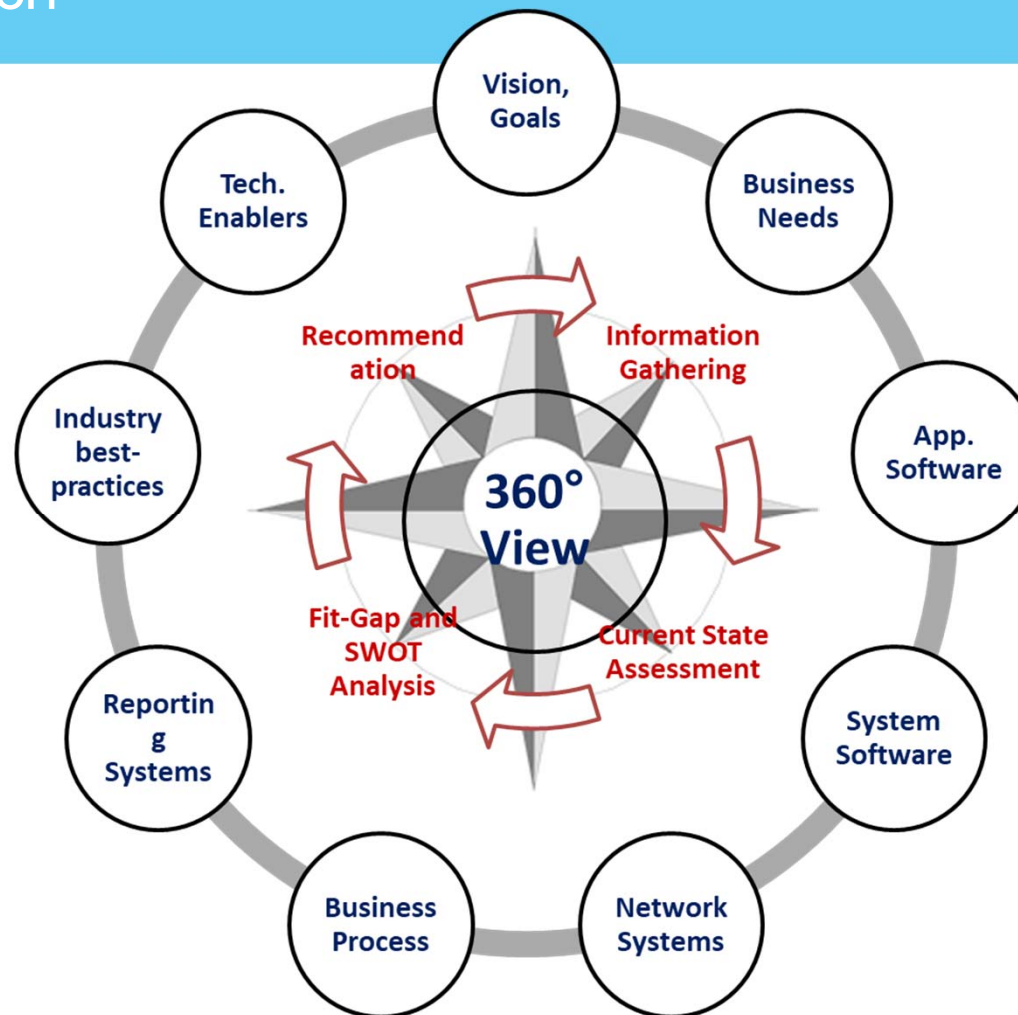 Vision,
Goals
Tech.
Enablers
Business
Needs
Recommend
ation
Information
Gathering
Industry
best-
practices
App.
Software
360°
View
Fit-Gap and
SWOT
Analysis
Current State
Assessment
Reportin
g
Systems
System
Software
Business
Process
Network
Systems